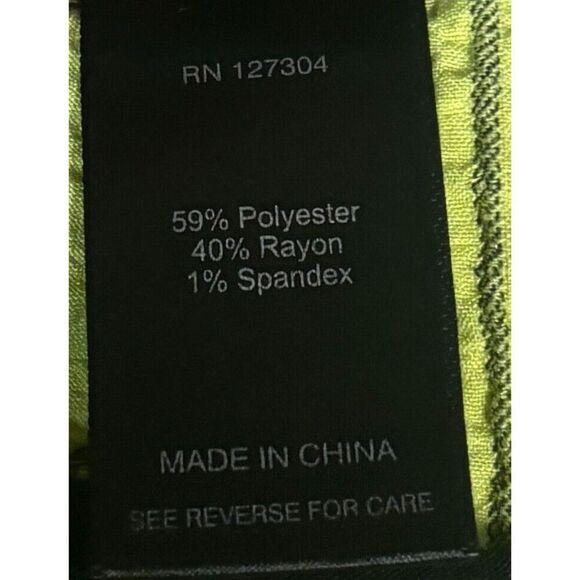 RN 127304
59% Polyester
40% Rayon
1% Spandex
MADE IN CHINA
SEE REVERSE FOR CARE